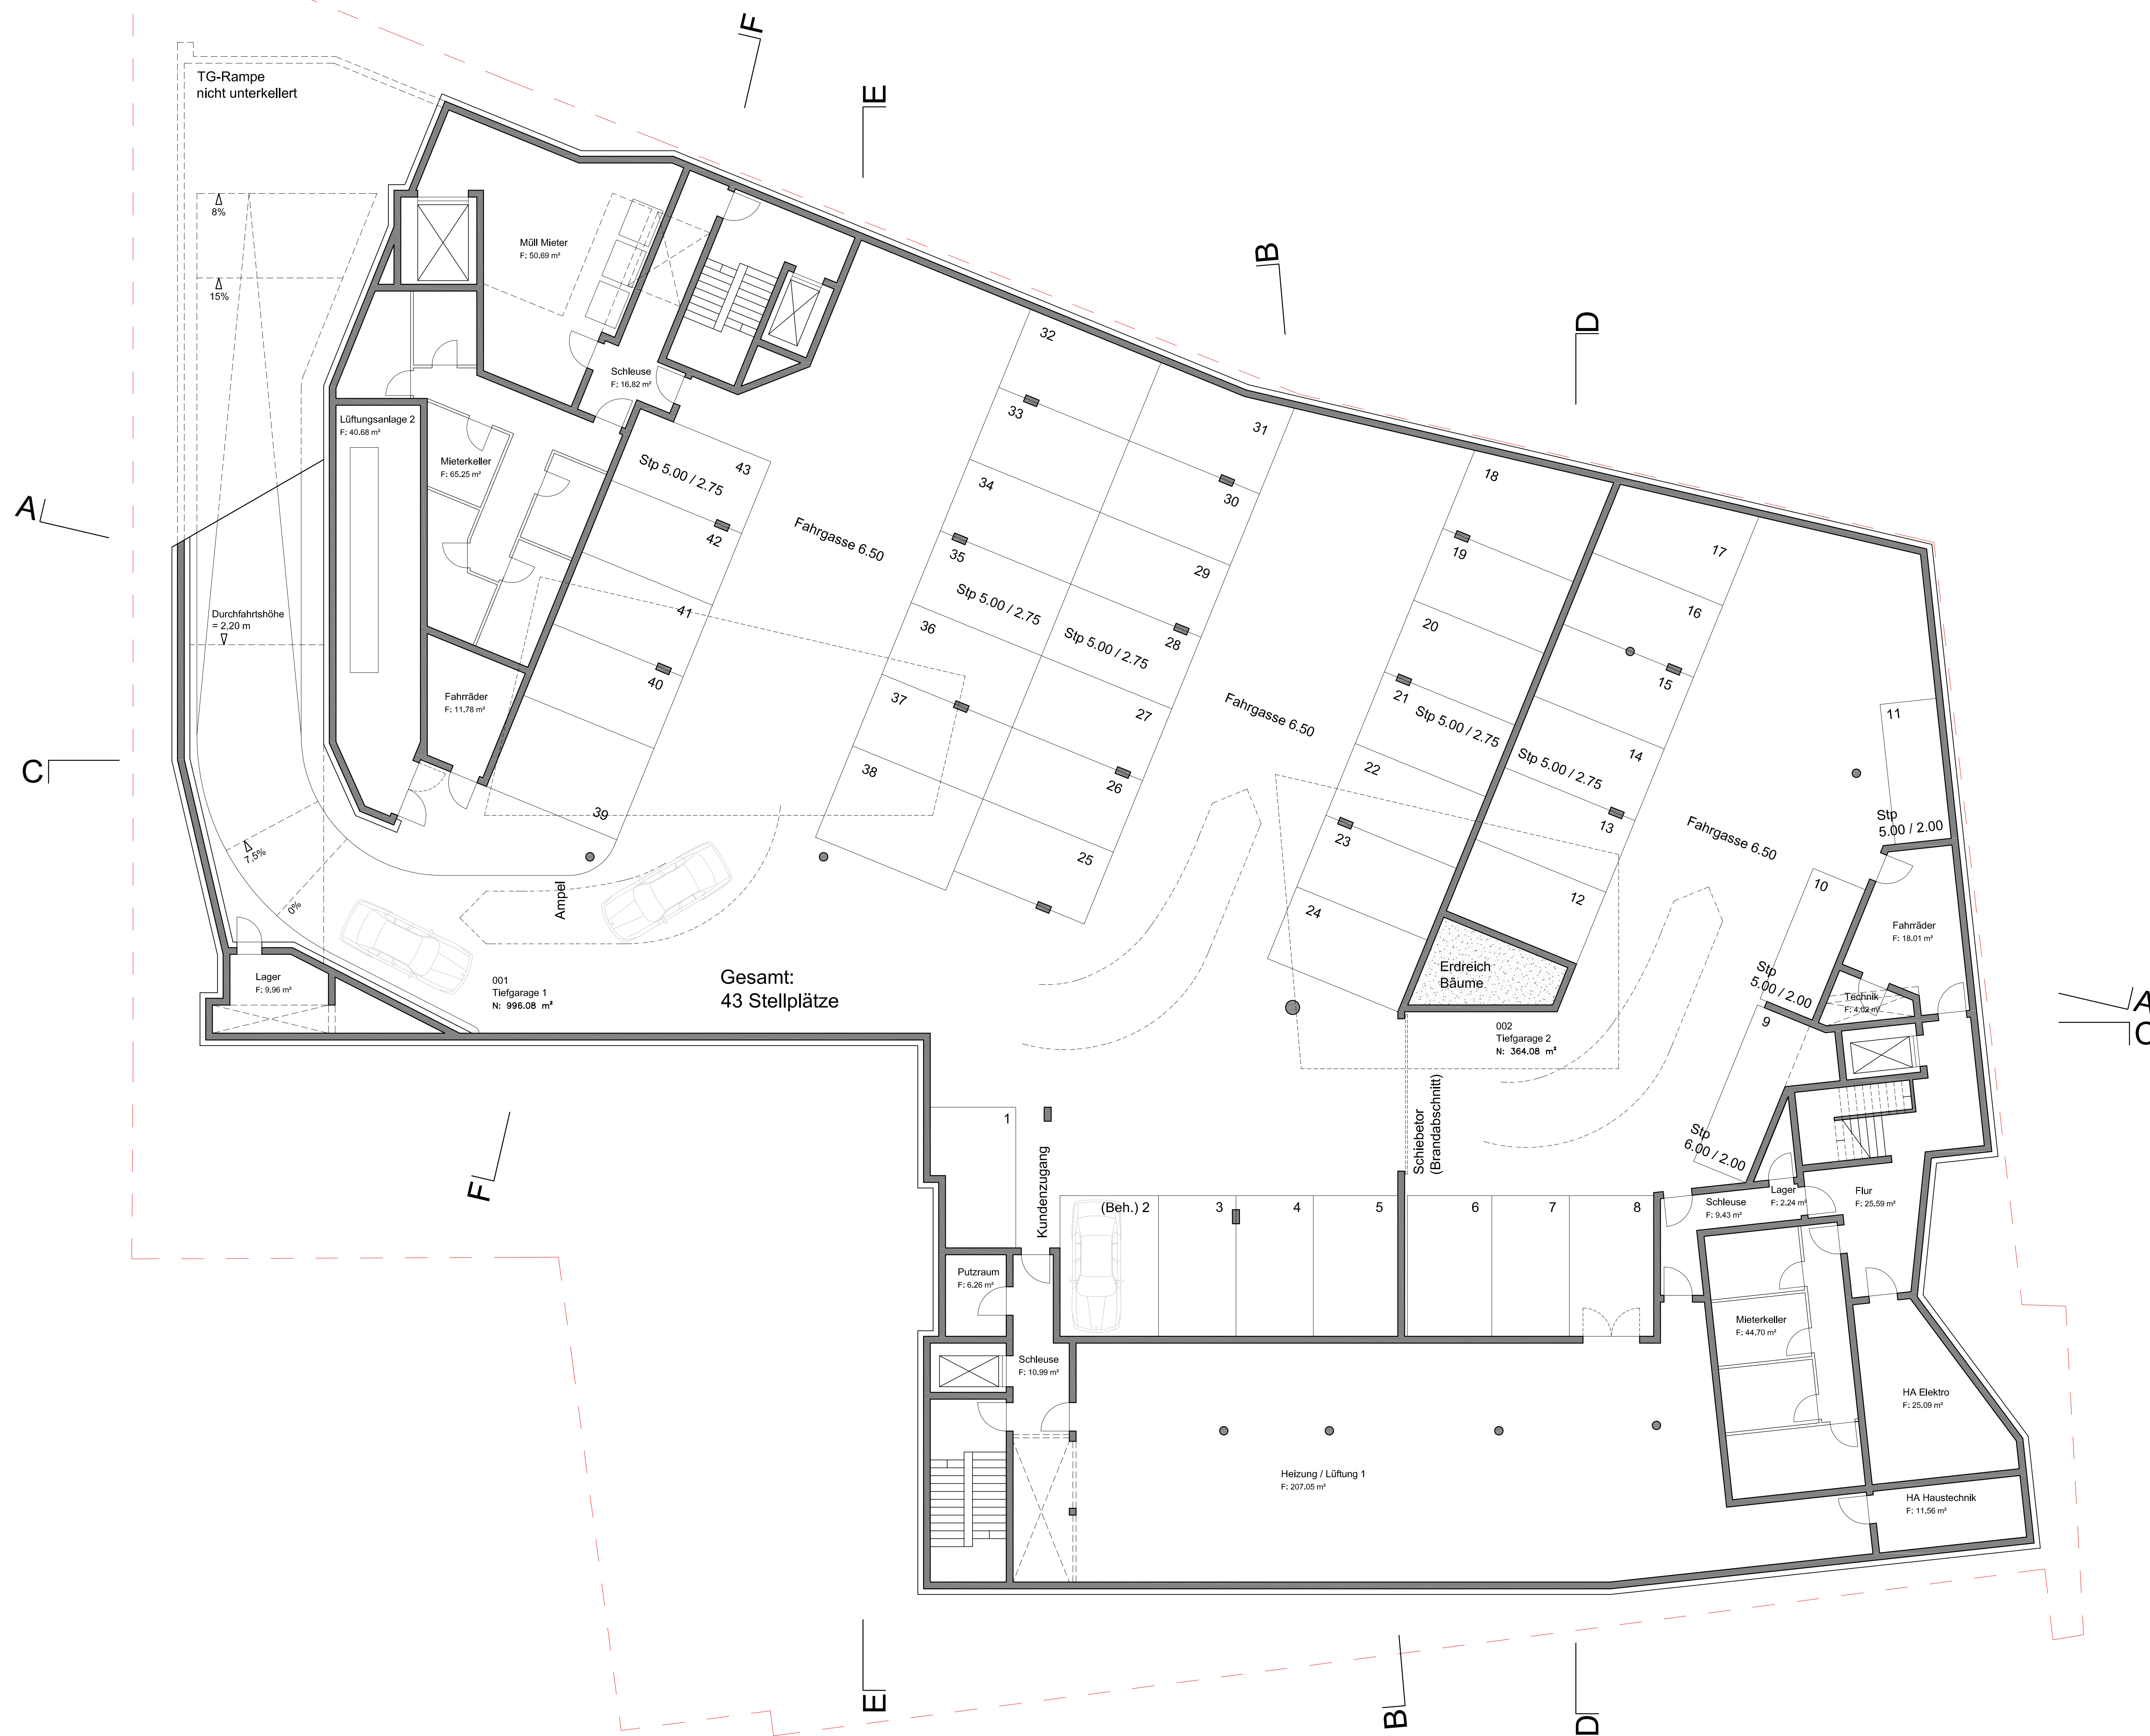 F
TG-Rampe
nicht unterkellert
E
8%
15%
Müll Mieter
F: 50.69 m²
B
D
Schleuse
F: 16.82 m²
32
33
31
30
34
35
29
28
36
37
27
26
38
25
Lüftungsanlage 2
F: 40.68 m²
Mieterkeller
F: 65.25 m²
Stp 5.00 / 2.75
43
42
41
40
39
Fahrgasse 6.50
Stp 5.00 / 2.75
Stp 5.00 / 2.75
A
18
19
20
21
22
23
24
Stp 5.00 / 2.75
17
16
15
14
13
12
Stp 5.00 / 2.75
Fahrgasse 6.50
Durchfahrtshöhe
= 2,20 m
Fahrräder
F: 11.78 m²
C
11
Stp
5.00 / 2.00
Fahrgasse 6.50
7,5%
0%
Ampel
10
Fahrräder
F: 18.01 m²
Lager
F: 9.96 m²
001
Tiefgarage 1
N: 996.08 m²
Gesamt:
43 Stellplätze
Erdreich
Bäume
Stp
5.00 / 2.00
Technik
F: 4.02 m²
A
C
9
002
Tiefgarage 2
N: 364.08 m²
Schiebetor
(Brandabschnitt)
1
Kundenzugang
Stp
6.00 / 2.00
F
(Beh.) 2
3
4
5
6
7
8
Schleuse
F: 9.43 m²
Lager
F: 2.24 m²
Flur
F: 25.59 m²
Putzraum
F: 6.26 m²
Mieterkeller
F: 44.70 m²
Schleuse
F: 10.99 m²
HA Elektro
F: 25.09 m²
Heizung / Lüftung 1
F: 207.05 m²
HA Haustechnik
F: 11.56 m²
E
B
D